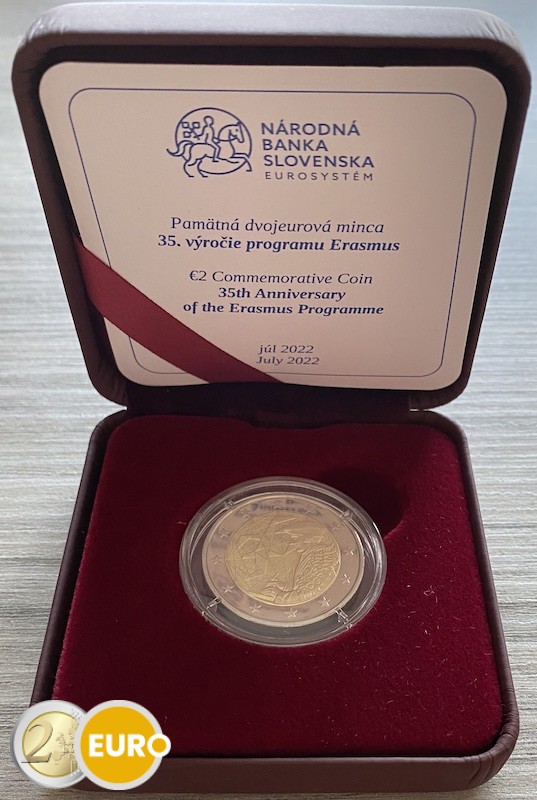 NÁRODNÁ
BANKA
SLOVENSKA
EUROSYSTÉM
Pamätná dvojeurová minca
35. výročie programu Erasmus
€2 Commemorative Coin
35th Anniversary
of the Erasmus Programme
júl 2022
July 2022
2 EURO